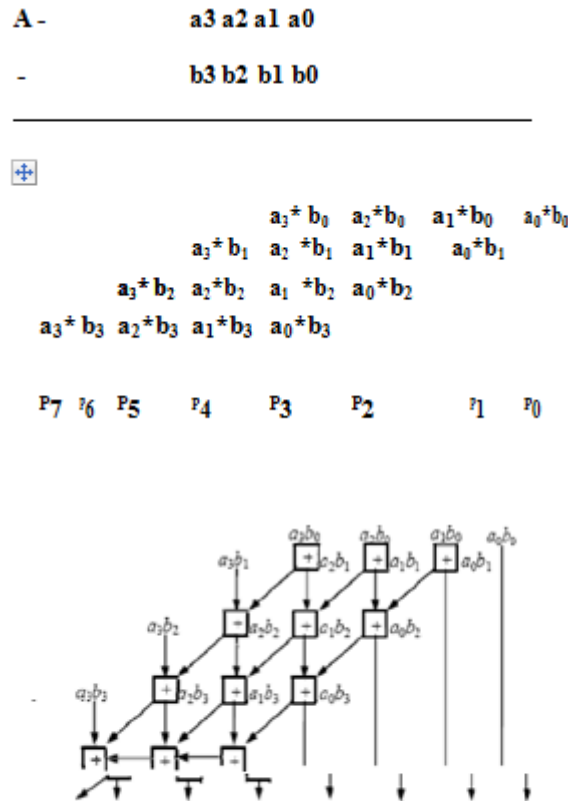 A - a3 a2 a1 a0
- b3 b2 b1 b0
a₃* b₀ a₂*b₀ a₁*b₀ a₀*b₀
a₃* b₁ a₂ *b₁ a₁*b₁ a₀*b₁
a₃* b₂ a₂*b₂ a₁ *b₂ a₀*b₂
a₃* b₃ a₂*b₃ a₁*b₃ a₀*b₃
P7 P6 P5 P4 P3 P2 P1 P0
a₃b₀ a₂b₀ a₁b₀ a₀b₀
a₃b₁ + a₂b₁ + a₁b₁ + a₀b₁
a₃b₂ + a₂b₂ + a₁b₂ + a₀b₂
- a₃b₃ + a₂b₃ + a₁b₃ + a₀b₃
+ + +